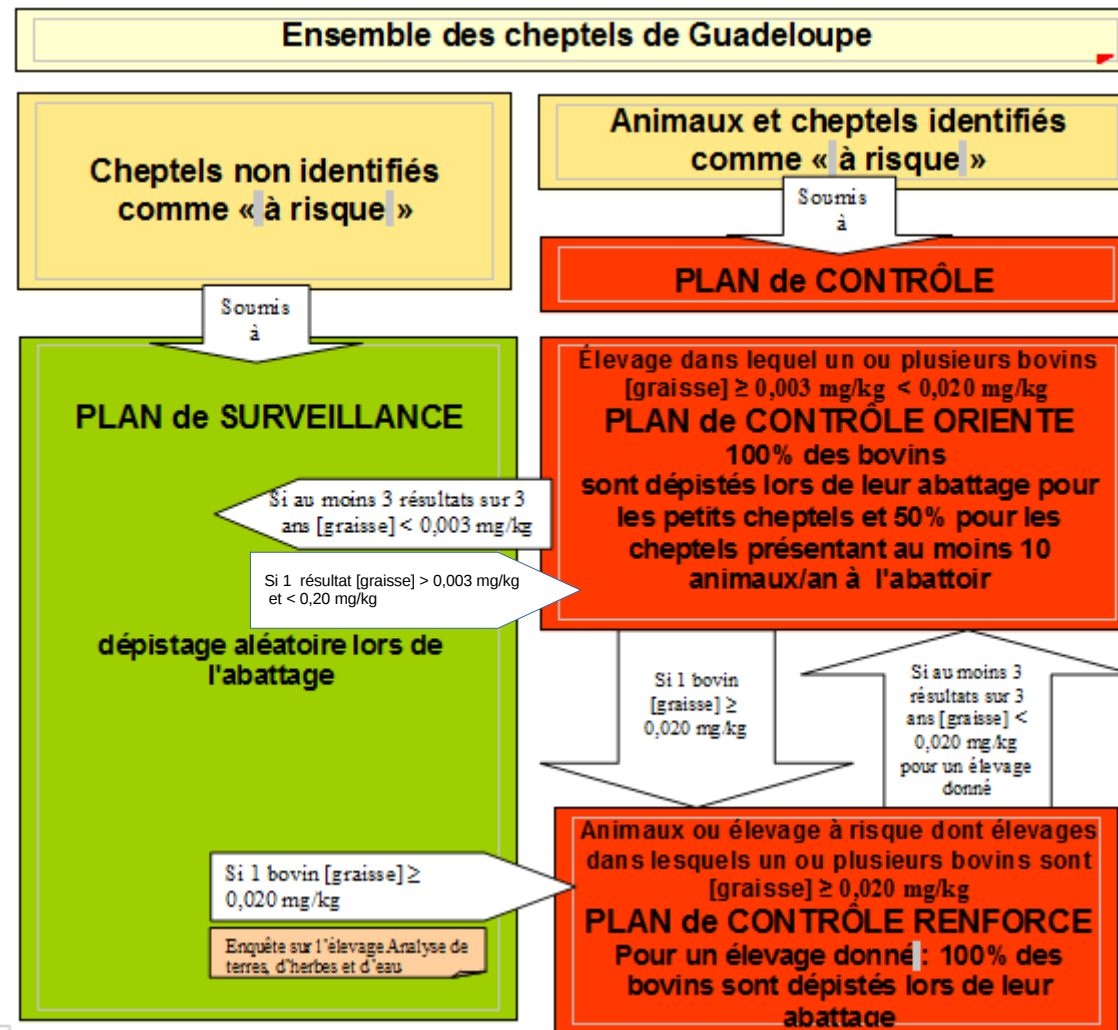 Ensemble des cheptels de Guadeloupe
Cheptels non identifiés
comme « à risque »
Animaux et cheptels identifiés
comme « à risque »
Soumis
à
PLAN de CONTRÔLE
Soumis
à
PLAN de SURVEILLANCE
Élevage dans lequel un ou plusieurs bovins
[graisse] ≥ 0,003 mg/kg < 0,020 mg/kg
PLAN de CONTRÔLE ORIENTE
100% des bovins
sont dépistés lors de leur abattage pour
les petits cheptels et 50% pour les
cheptels présentant au moins 10
animaux/an à l'abattoir
Si au moins 3 résultats sur 3
ans [graisse] < 0,003 mg/kg
Si 1 résultat [graisse] > 0,003 mg/kg
et < 0,20 mg/kg
dépistage aléatoire lors de
l'abattage
Si 1 bovin
[graisse] ≥
0,020 mg/kg
Si au moins 3
résultats sur 3
ans [graisse] <
0,020 mg/kg
pour un élevage
donné
Si 1 bovin [graisse] ≥
0,020 mg/kg
Enquête sur l'élevage.Analyse de
terres, d'herbes et d'eau
Animaux ou élevage à risque dont élevages
dans lesquels un ou plusieurs bovins sont
[graisse] ≥ 0,020 mg/kg
PLAN de CONTRÔLE RENFORCE
Pour un élevage donné : 100% des
bovins sont dépistés lors de leur
abattage